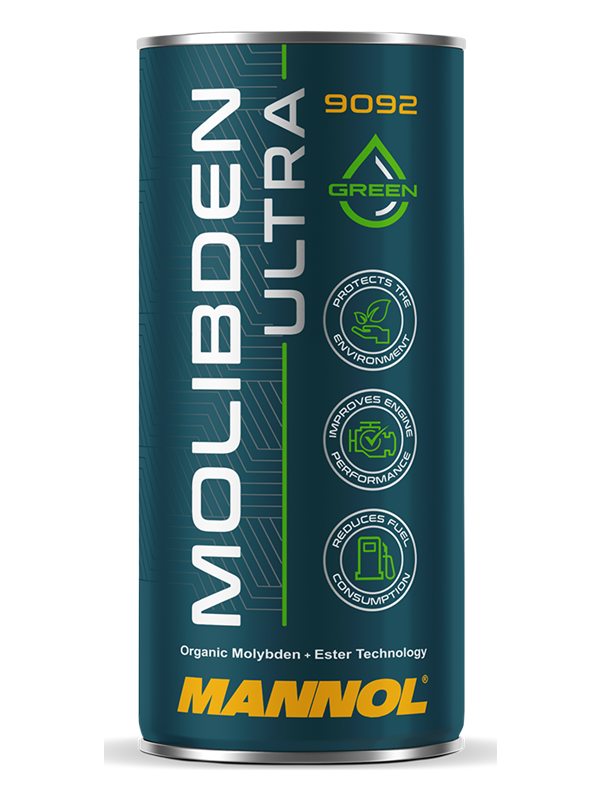 MOLIBDEN
ULTRA
9092
GREEN
PROTECTS THE
ENVIRONMENT
IMPROVES ENGINE
PERFORMANCE
REDUCES FUEL
CONSUMPTION
Organic Molybden + Ester Technology
MANNOL®